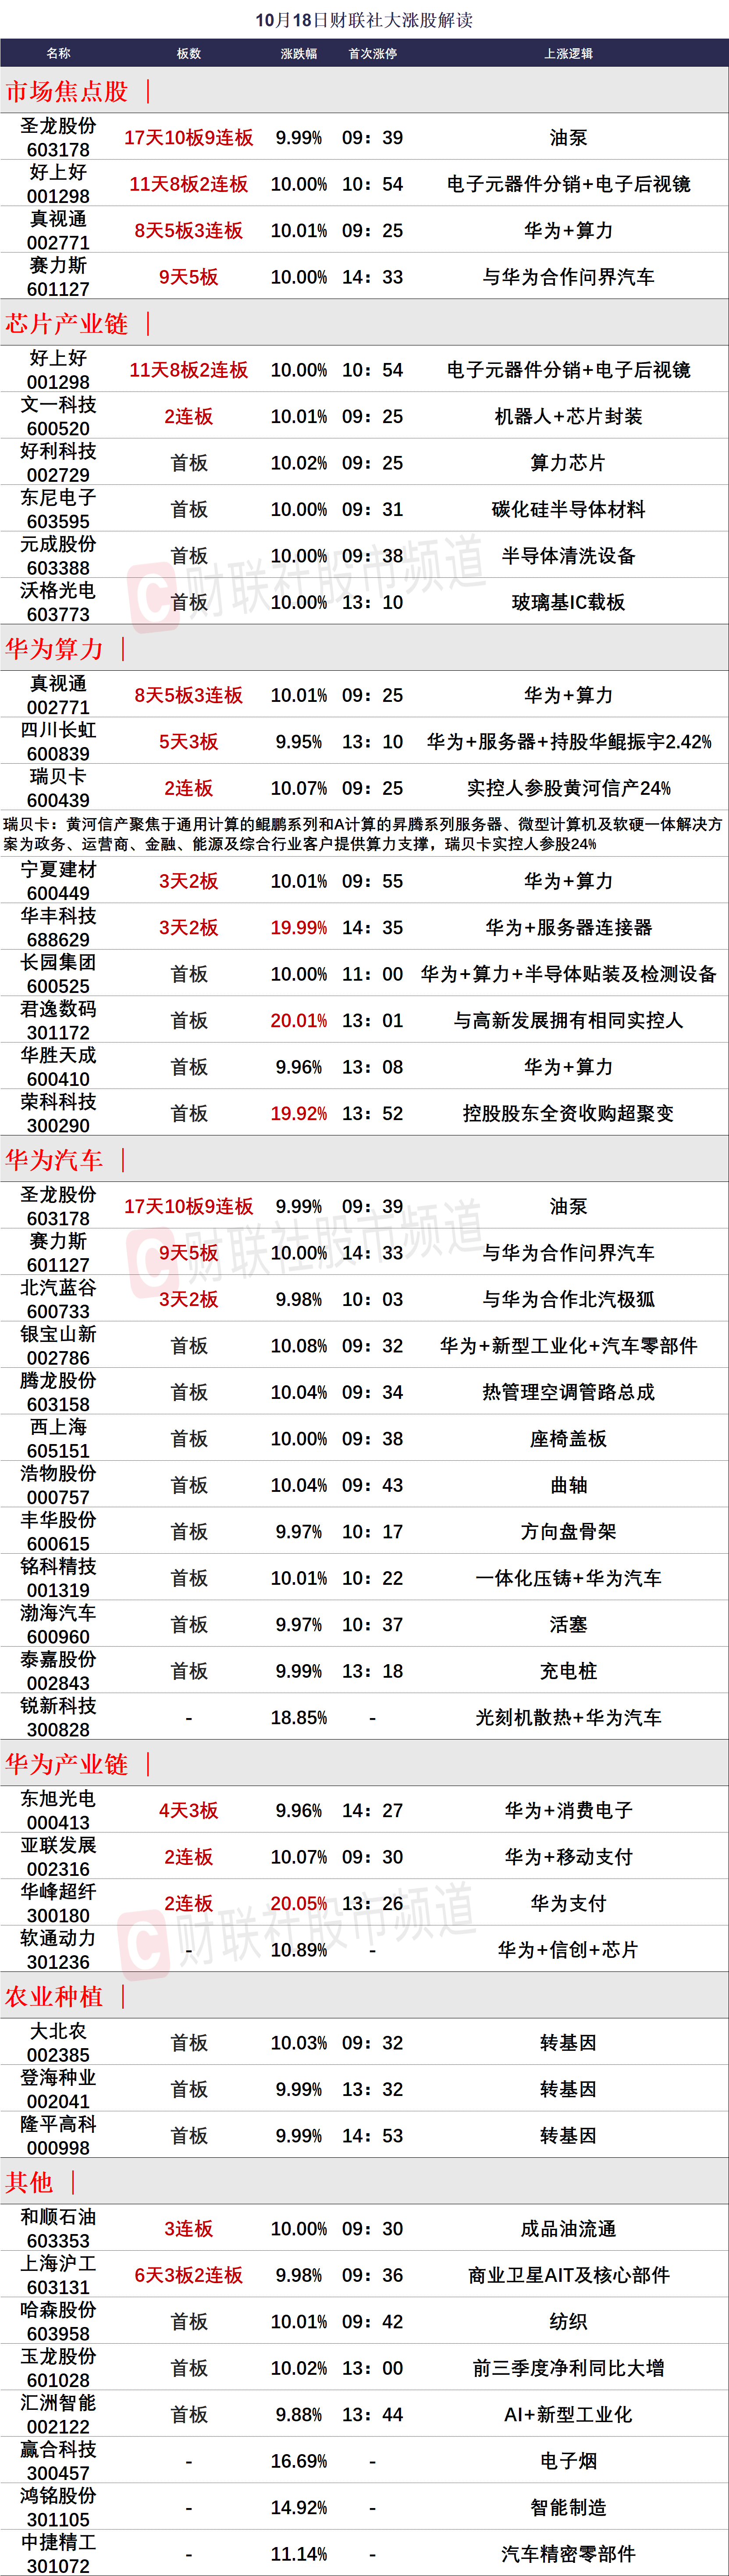 10月18日财联社大涨股解读
名称 板数 涨跌幅 首次涨停 上涨逻辑
市场焦点股
圣龙股份
603178 17天10板9连板 9.99% 09：39 油泵
好上好
001298 11天8板2连板 10.00% 10：54 电子元器件分销+电子后视镜
真视通
002771 8天5板3连板 10.01% 09：25 华为+算力
赛力斯
601127 9天5板 10.00% 14：33 与华为合作问界汽车
芯片产业链
好上好
001298 11天8板2连板 10.00% 10：54 电子元器件分销+电子后视镜
文一科技
600520 2连板 10.01% 09：25 机器人+芯片封装
好利科技
002729 首板 10.02% 09：25 算力芯片
东尼电子
603595 首板 10.00% 09：31 碳化硅半导体材料
元成股份
603388 首板 10.00% 09：38 半导体清洗设备
沃格光电
603773 首板 10.00% 13：10 玻璃基IC载板
财联社股市频道
华为算力
真视通
002771 8天5板3连板 10.01% 09：25 华为+算力
四川长虹
600839 5天3板 9.95% 13：10 华为+服务器+持股华鲲振宇2.42%
瑞贝卡
600439 2连板 10.07% 09：25 实控人参股黄河信产24%
瑞贝卡：黄河信产聚焦于通用计算的鲲鹏系列和A计算的昇腾系列服务器、微型计算机及软硬一体解决方
案为政务、运营商、金融、能源及综合行业客户提供算力支撑，瑞贝卡实控人参股24%
宁夏建材
600449 3天2板 10.01% 09：55 华为+算力
华丰科技
688629 3天2板 19.99% 14：35 华为+服务器连接器
长园集团
600525 首板 10.00% 11：00 华为+算力+半导体贴装及检测设备
君逸数码
301172 首板 20.01% 13：01 与高新发展拥有相同实控人
华胜天成
600410 首板 9.96% 13：08 华为+算力
荣科科技
300290 首板 19.92% 13：52 控股股东全资收购超聚变
华为汽车
圣龙股份
603178 17天10板9连板 9.99% 09：39 油泵
赛力斯
601127 9天5板 10.00% 14：33 与华为合作问界汽车
财联社股市频道
北汽蓝谷
600733 3天2板 9.98% 10：03 与华为合作北汽极狐
银宝山新
002786 首板 10.08% 09：32 华为+新型工业化+汽车零部件
腾龙股份
603158 首板 10.04% 09：34 热管理空调管路总成
西上海
605151 首板 10.00% 09：38 座椅盖板
浩物股份
000757 首板 10.04% 09：43 曲轴
丰华股份
600615 首板 9.97% 10：17 方向盘骨架
铭科精技
001319 首板 10.01% 10：22 一体化压铸+华为汽车
渤海汽车
600960 首板 9.97% 10：37 活塞
泰嘉股份
002843 首板 9.99% 13：18 充电桩
锐新科技
300828 - 18.85% - 光刻机散热+华为汽车
华为产业链
东旭光电
000413 4天3板 9.96% 14：27 华为+消费电子
亚联发展
002316 2连板 10.07% 09：30 华为+移动支付
华峰超纤
300180 2连板 20.05% 13：26 华为支付
财联社股市频道
软通动力
301236 - 10.89% - 华为+信创+芯片
农业种植
大北农
002385 首板 10.03% 09：32 转基因
登海种业
002041 首板 9.99% 13：32 转基因
隆平高科
000998 首板 9.99% 14：53 转基因
其他
和顺石油
603353 3连板 10.00% 09：30 成品油流通
上海沪工
603131 6天3板2连板 9.98% 09：36 商业卫星AIT及核心部件
哈森股份
603958 首板 10.01% 09：42 纺织
玉龙股份
601028 首板 10.02% 13：00 前三季度净利同比大增
汇洲智能
002122 首板 9.88% 13：44 AI+新型工业化
赢合科技
300457 - 16.69% - 电子烟
鸿铭股份
301105 - 14.92% - 智能制造
中捷精工
301072 - 11.14% - 汽车精密零部件